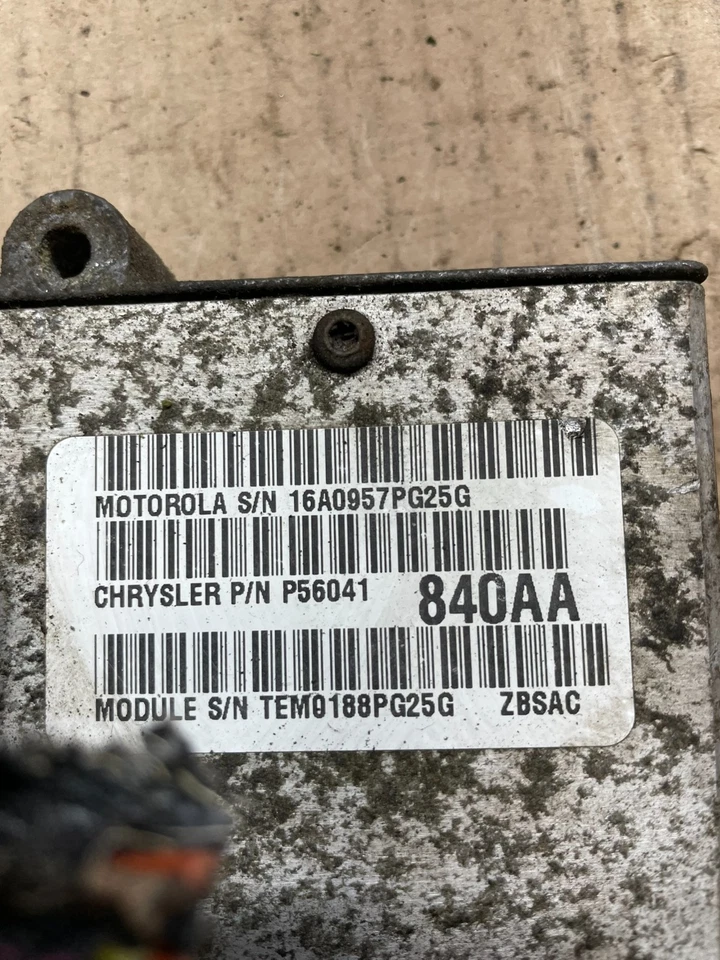 MOTOROLA S/N 16A0957PG25G
CHRYSLER P/N P56041 840AA
MODULE S/N TEM0188PG25G ZBSAC